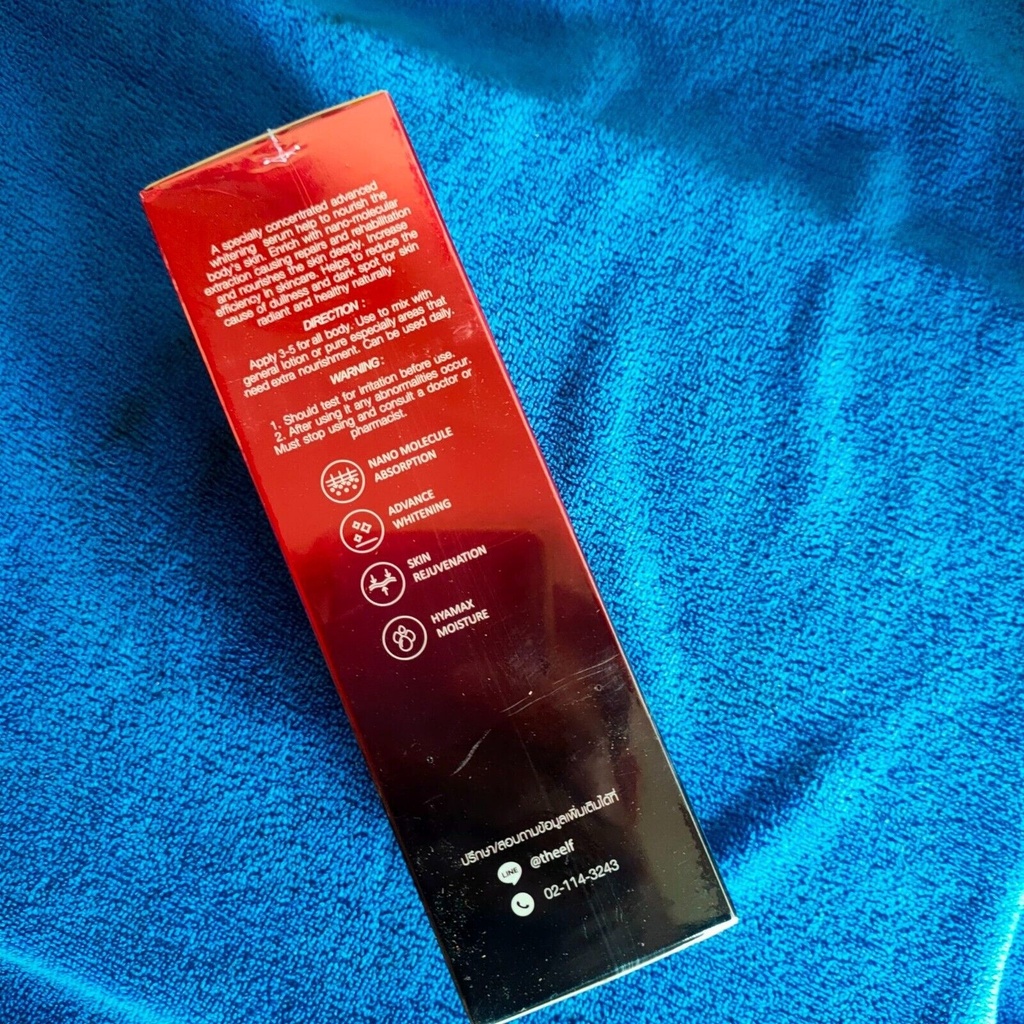 A specially concentrated advanced
whitening serum help to nourish the
body's skin. Enrich with nano-molecular
extraction causing repairs and rehabilitation
and nourishes the skin deeply. Increase
efficiency in skincare. Helps to reduce the
cause of dullness and dark spot for skin
radiant and healthy naturally.
DIRECTION :
Apply 3-5 for all body. Use to mix with
general lotion or pure especially areas that
need extra nourishment. Can be used daily.
WARNING :
1. Should test for irritation before use.
2. After using it any abnormalities occur.
Must stop using and consult a doctor or
pharmacist.
NANO MOLECULE
ABSORPTION
ADVANCE
WHITENING
SKIN
REJUVENATION
HYAMAX
MOISTURE
ปรึกษา/สอบถามข้อมูลเพิ่มเติมได้ที่
LINE @theelf
02-114-3243